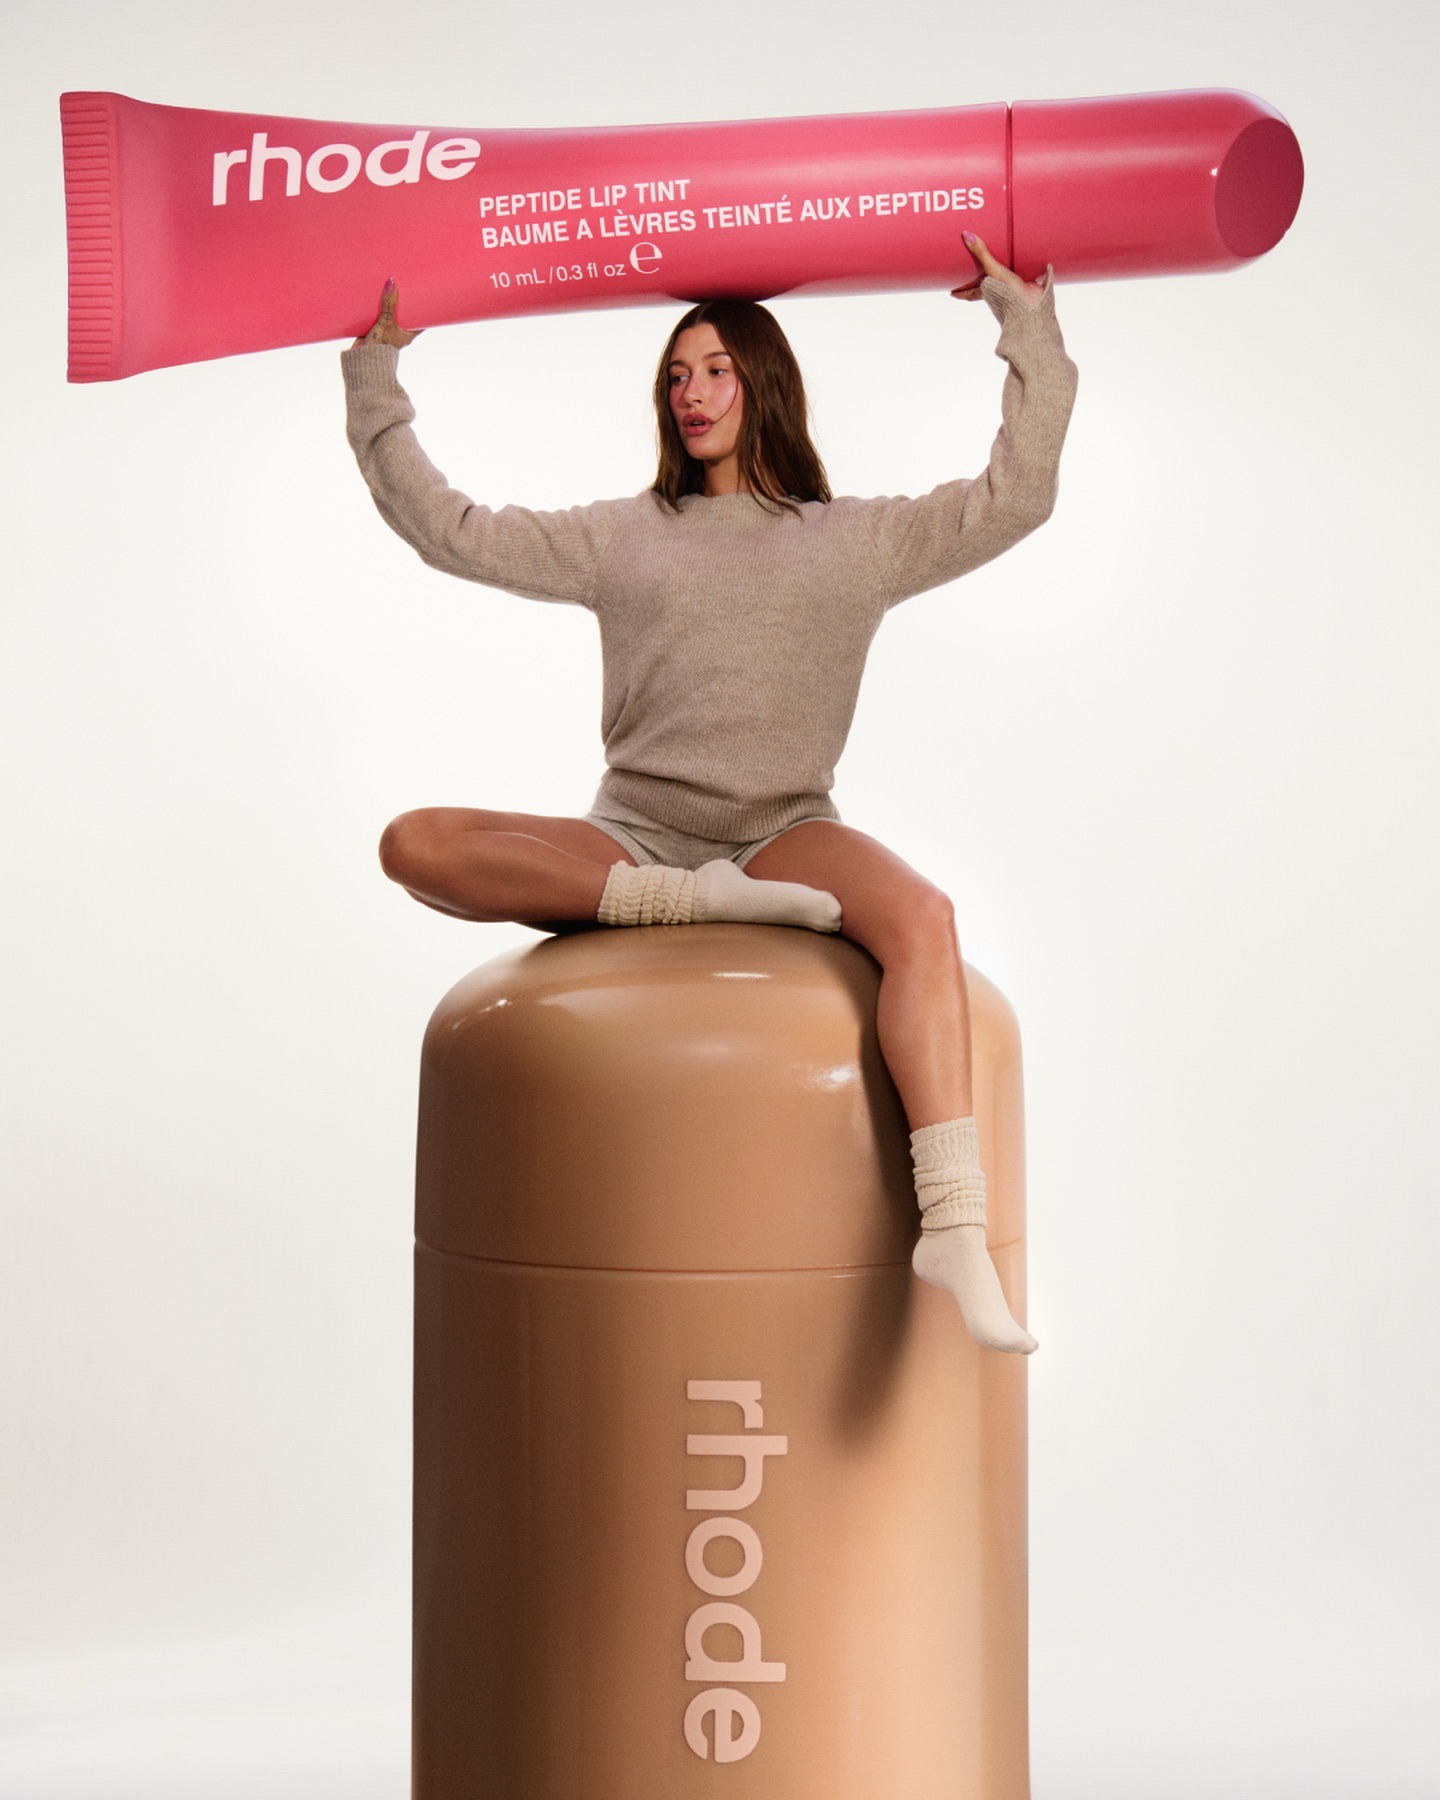 rhode
PEPTIDE LIP TINT
BAUME A LÈVRES TEINTÉ AUX PEPTIDES
10 mL / 0.3 fl oz ℮
rhode